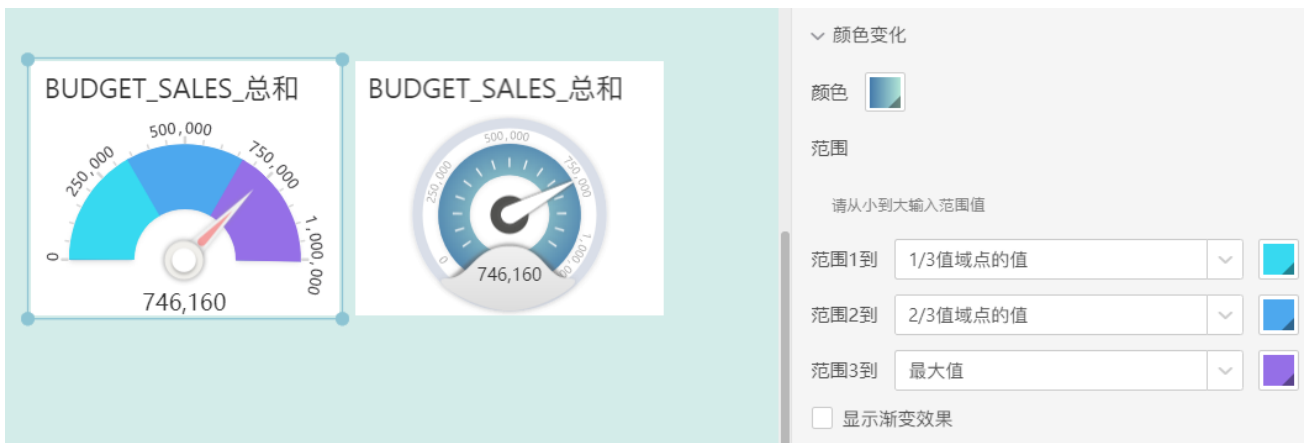 BUDGET_SALES_总和
0
250,000
500,000
750,000
1,000,000
746,160
BUDGET_SALES_总和
0
250,000
500,000
750,000
1,000,000
746,160
颜色变化
颜色
范围
请从小到大输入范围值
范围1到 1/3值域点的值
范围2到 2/3值域点的值
范围3到 最大值
显示渐变效果